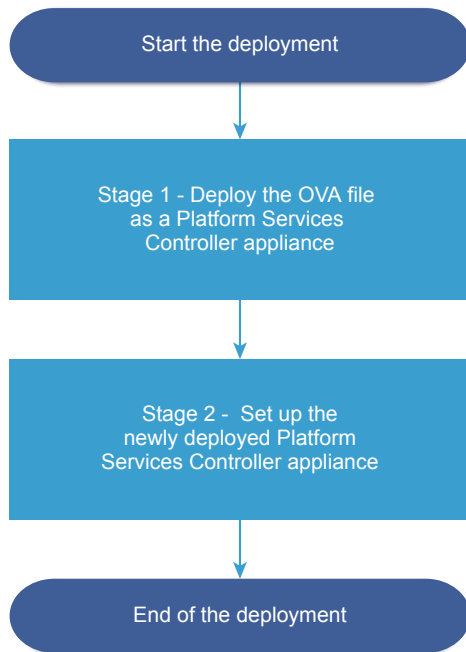 Start the deployment
Stage 1 - Deploy the OVA file
as a Platform Services
Controller appliance
Stage 2 -  Set up the
newly deployed Platform
Services Controller appliance
End of the deployment